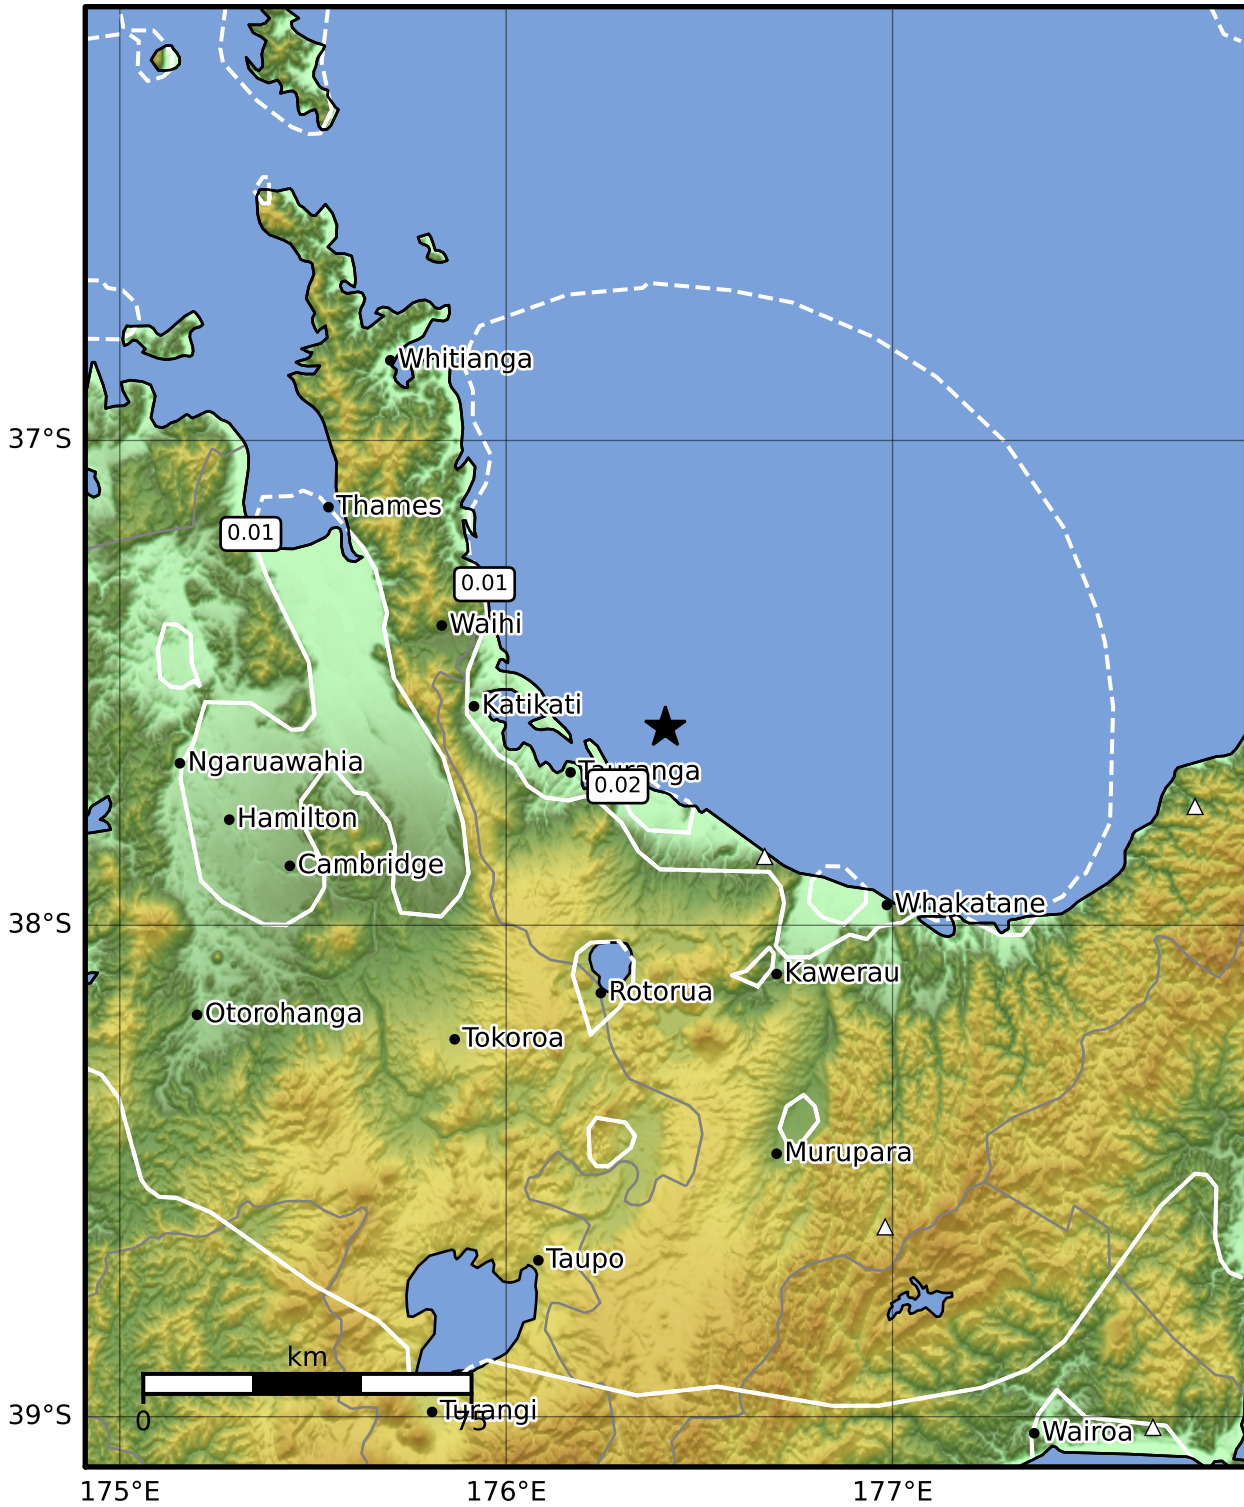 Whitianga
37°S
Thames
0.01
0.01
Waihi
Katikati
Ngaruawahia
Tauranga
0.02
Hamilton
Cambridge
Whakatane
38°S
Kawerau
Rotorua
Otorohanga
Tokoroa
Murupara
Taupo
km
0
75
Turangi
39°S
Wairoa
175°E
176°E
177°E